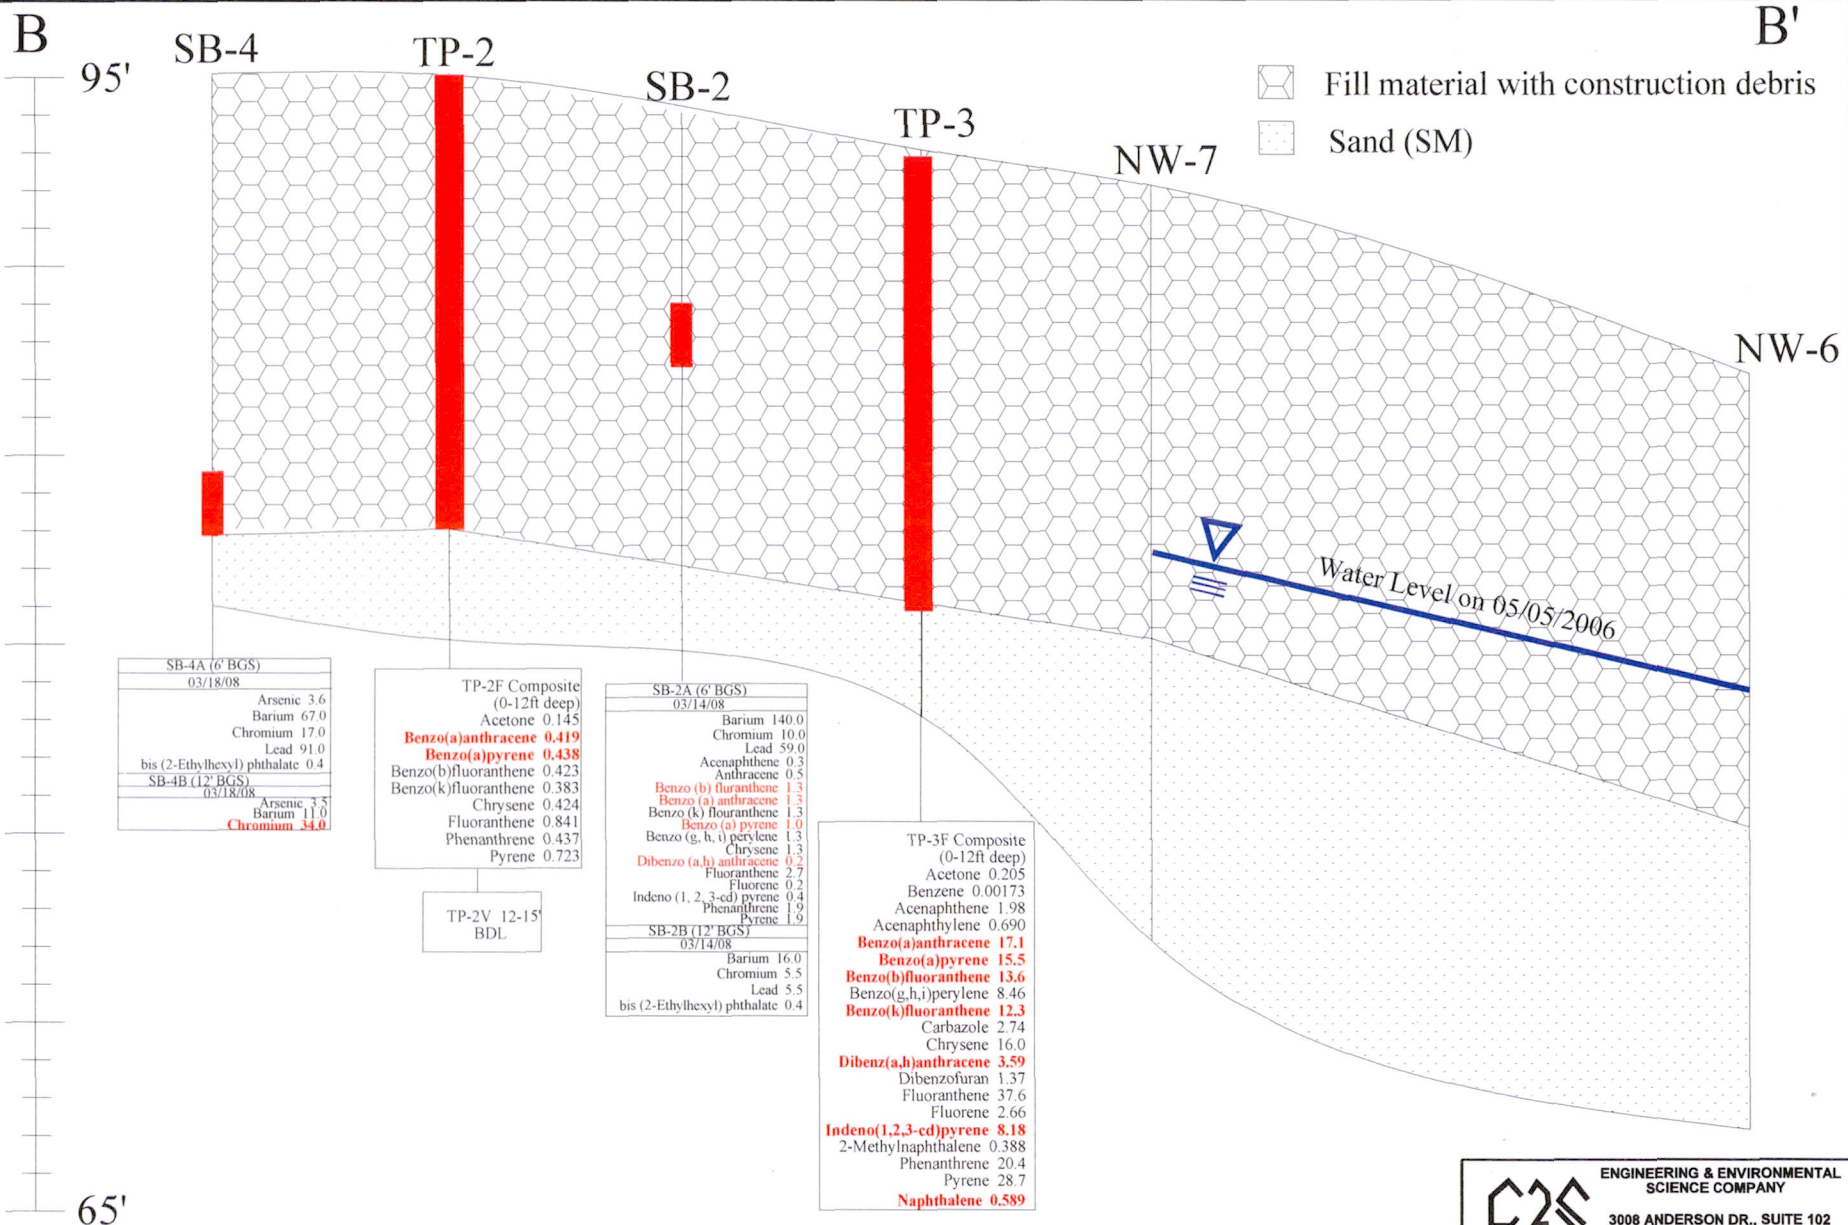 B
B'
SB-4
TP-2
SB-2
TP-3
NW-7
NW-6
95'
65'
Fill material with construction debris
Sand (SM)
Water Level on 05/05/2006
SB-4A (6' BGS)
03/18/08
Arsenic 3.6
Barium 67.0
Chromium 17.0
Lead 91.0
bis (2-Ethylhexyl) phthalate 0.4
SB-4B (12' BGS)
03/18/08
Arsenic 3.5
Barium 11.0
Chromium 34.0
TP-2F Composite
(0-12ft deep)
Acetone 0.145
Benzo(a)anthracene 0.419
Benzo(a)pyrene 0.438
Benzo(b)fluoranthene 0.423
Benzo(k)fluoranthene 0.383
Chrysene 0.424
Fluoranthene 0.841
Phenanthrene 0.437
Pyrene 0.723
TP-2V 12-15'
BDL
SB-2A (6' BGS)
03/14/08
Barium 140.0
Chromium 10.0
Lead 59.0
Acenaphthene 0.3
Anthracene 0.5
Benzo (b) fluranthene 1.3
Benzo (a) anthracene 1.3
Benzo (k) flouranthene 1.3
Benzo (a) pyrene 1.0
Benzo (g, h, i) perylene 1.3
Chrysene 1.3
Dibenzo (a,h) anthracene 0.2
Fluoranthene 2.7
Fluorene 0.2
Indeno (1, 2, 3-cd) pyrene 0.4
Phenanthrene 1.9
Pyrene 1.9
SB-2B (12' BGS)
03/14/08
Barium 16.0
Chromium 5.5
Lead 5.5
bis (2-Ethylhexyl) phthalate 0.4
TP-3F Composite
(0-12ft deep)
Acetone 0.205
Benzene 0.00173
Acenaphthene 1.98
Acenaphthylene 0.690
Benzo(a)anthracene 17.1
Benzo(a)pyrene 15.5
Benzo(b)fluoranthene 13.6
Benzo(g,h,i)perylene 8.46
Benzo(k)fluoranthene 12.3
Carbazole 2.74
Chrysene 16.0
Dibenz(a,h)anthracene 3.59
Dibenzofuran 1.37
Fluoranthene 37.6
Fluorene 2.66
Indeno(1,2,3-cd)pyrene 8.18
2-Methylnaphthalene 0.388
Phenanthrene 20.4
Pyrene 28.7
Naphthalene 0.589
C2S
ENGINEERING & ENVIRONMENTAL
SCIENCE COMPANY
3008 ANDERSON DR., SUITE 102